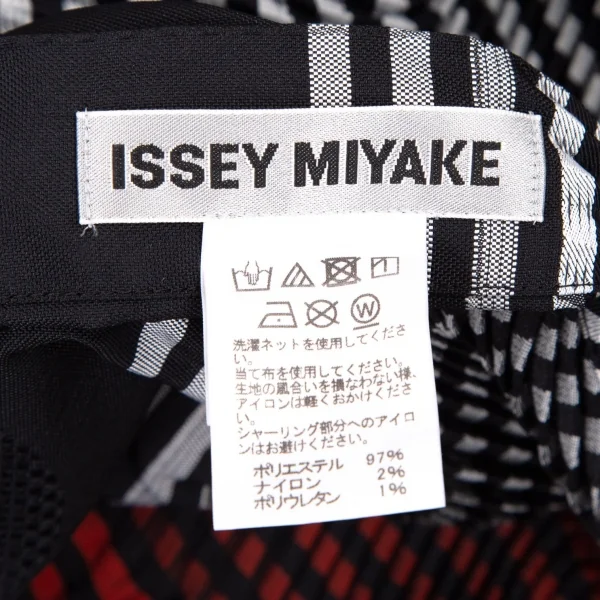 ISSEY MIYAKE
W
洗濯ネットを使用してくださ
い。
当て布を使用してください。
生地の風合いを損なわない様、
アイロンは軽くおかけくださ
い。
シャーリング部分へのアイロ
ンはお避けください。
ポリエステル 97%
ナイロン 2%
ポリウレタン 1%